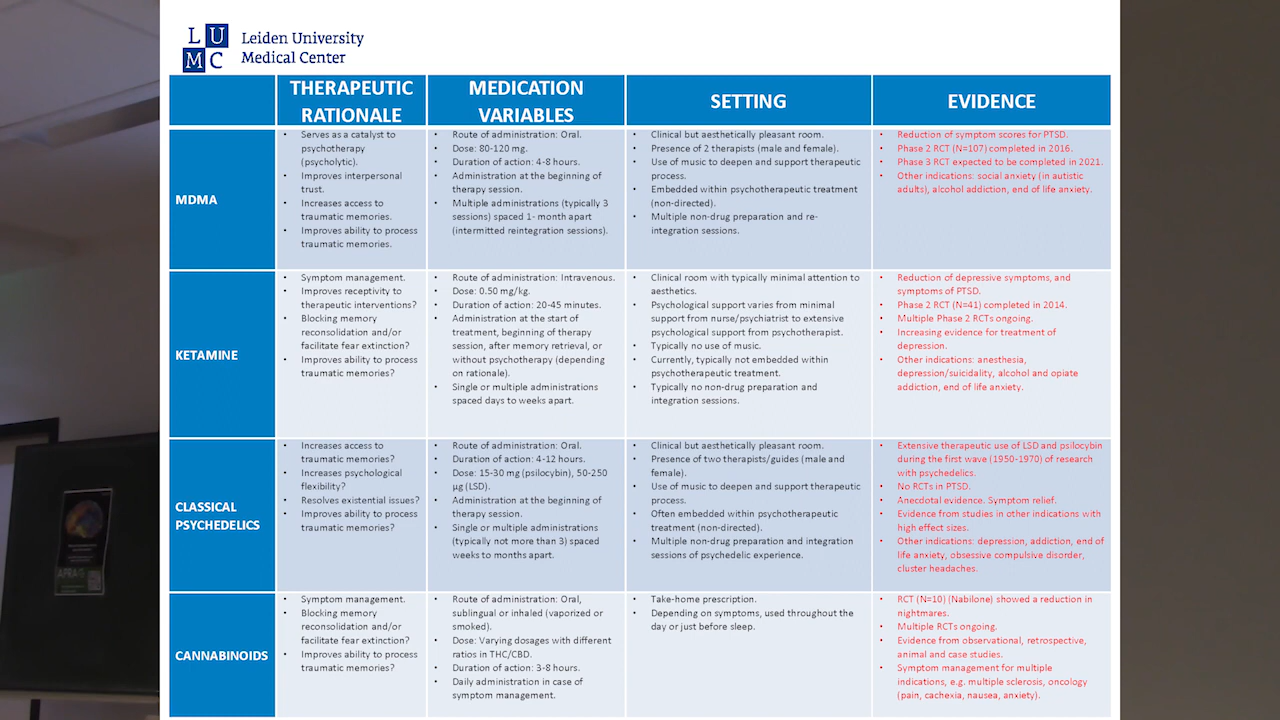 L U
M C
Leiden University
Medical Center
THERAPEUTIC
RATIONALE
MEDICATION
VARIABLES
SETTING
EVIDENCE
MDMA
• Serves as a catalyst to
psychotherapy
(psycholytic).
• Improves interpersonal
trust.
• Increases access to
traumatic memories.
• Improves ability to process
traumatic memories.
• Route of administration: Oral.
• Dose: 80-120 mg.
• Duration of action: 4-8 hours.
• Administration at the beginning of
therapy session.
• Multiple administrations (typically 3
sessions) spaced 1- month apart
(intermitted reintegration sessions).
• Clinical but aesthetically pleasant room.
• Presence of 2 therapists (male and female).
• Use of music to deepen and support therapeutic
process.
• Embedded within psychotherapeutic treatment
(non-directed).
• Multiple non-drug preparation and re-
integration sessions.
• Reduction of symptom scores for PTSD.
• Phase 2 RCT (N=107) completed in 2016.
• Phase 3 RCT expected to be completed in 2021.
• Other indications: social anxiety (in autistic
adults), alcohol addiction, end of life anxiety.
KETAMINE
• Symptom management.
• Improves receptivity to
therapeutic interventions?
• Blocking memory
reconsolidation and/or
facilitate fear extinction?
• Improves ability to process
traumatic memories?
• Route of administration: Intravenous.
• Dose: 0.50 mg/kg.
• Duration of action: 20-45 minutes.
• Administration at the start of
treatment, beginning of therapy
session, after memory retrieval, or
without psychotherapy (depending
on rationale).
• Single or multiple administrations
spaced days to weeks apart.
• Clinical room with typically minimal attention to
aesthetics.
• Psychological support varies from minimal
support from nurse/psychiatrist to extensive
psychological support from psychotherapist.
• Typically no use of music.
• Currently, typically not embedded within
psychotherapeutic treatment.
• Typically no non-drug preparation and
integration sessions.
• Reduction of depressive symptoms, and
symptoms of PTSD.
• Phase 2 RCT (N=41) completed in 2014.
• Multiple Phase 2 RCTs ongoing.
• Increasing evidence for treatment of
depression.
• Other indications: anesthesia,
depression/suicidality, alcohol and opiate
addiction, end of life anxiety.
CLASSICAL
PSYCHEDELICS
• Increases access to
traumatic memories?
• Increases psychological
flexibility?
• Resolves existential issues?
• Improves ability to process
traumatic memories?
• Route of administration: Oral.
• Duration of action: 4-12 hours.
• Dose: 15-30 mg (psilocybin), 50-250
µg (LSD).
• Administration at the beginning of
therapy session.
• Single or multiple administrations
(typically not more than 3) spaced
weeks to months apart.
• Clinical but aesthetically pleasant room.
• Presence of two therapists/guides (male and
female).
• Use of music to deepen and support therapeutic
process.
• Often embedded within psychotherapeutic
treatment (non-directed).
• Multiple non-drug preparation and integration
sessions of psychedelic experience.
• Extensive therapeutic use of LSD and psilocybin
during the first wave (1950-1970) of research
with psychedelics.
• No RCTs in PTSD.
• Anecdotal evidence. Symptom relief.
• Evidence from studies in other indications with
high effect sizes.
• Other indications: depression, addiction, end of
life anxiety, obsessive compulsive disorder,
cluster headaches.
CANNABINOIDS
• Symptom management.
• Blocking memory
reconsolidation and/or
facilitate fear extinction?
• Improves ability to process
traumatic memories?
• Route of administration: Oral,
sublingual or inhaled (vaporized or
smoked).
• Dose: Varying dosages with different
ratios in THC/CBD.
• Duration of action: 3-8 hours.
• Daily administration in case of
symptom management.
• Take-home prescription.
• Depending on symptoms, used throughout the
day or just before sleep.
• RCT (N=10) (Nabilone) showed a reduction in
nightmares.
• Multiple RCTs ongoing.
• Evidence from observational, retrospective,
animal and case studies.
• Symptom management for multiple
indications, e.g. multiple sclerosis, oncology
(pain, cachexia, nausea, anxiety).